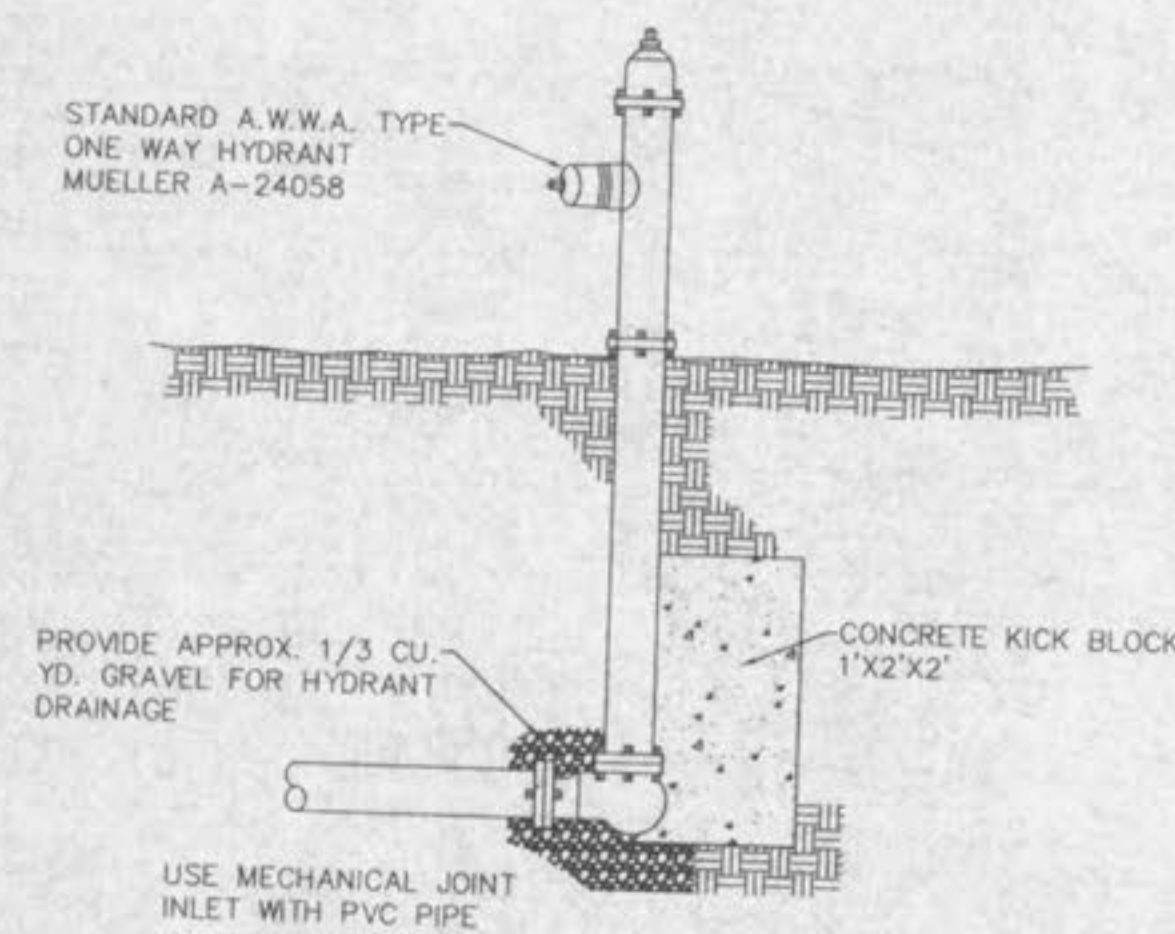 STANDARD A.W.W.A. TYPE
ONE WAY HYDRANT
MUELLER A-24058
PROVIDE APPROX. 1/3 CU.
YD. GRAVEL FOR HYDRANT
DRAINAGE
CONCRETE KICK BLOCK
1'X2'X2'
USE MECHANICAL JOINT
INLET WITH PVC PIPE